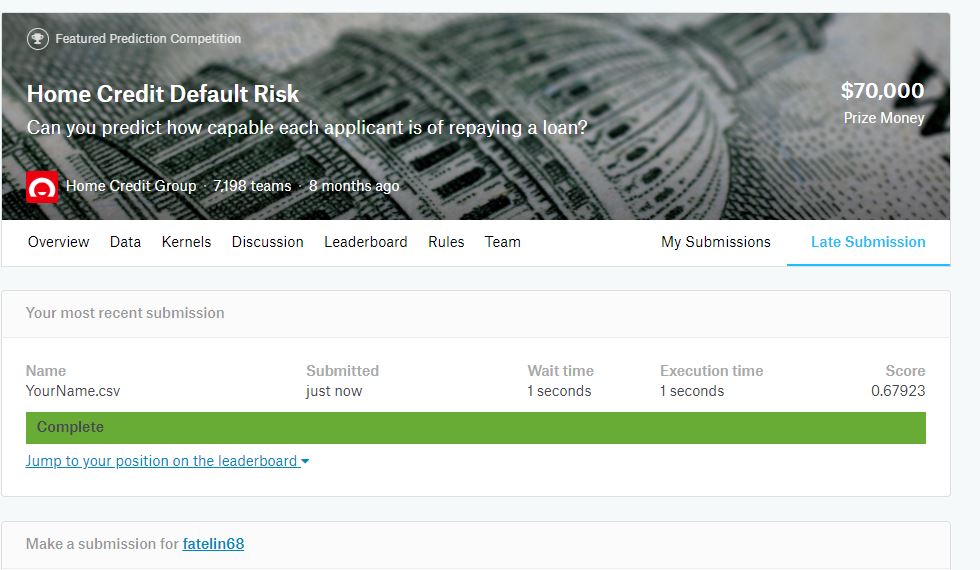 Featured Prediction Competition
Home Credit Default Risk
$70,000
Can you predict how capable each applicant is of repaying a loan?
Prize Money
Home Credit Group · 7,198 teams · 8 months ago
Overview Data Kernels Discussion Leaderboard Rules Team My Submissions Late Submission
Your most recent submission
Name Submitted Wait time Execution time Score
YourName.csv just now 1 seconds 1 seconds 0.67923
Complete
Jump to your position on the leaderboard
Make a submission for fatelin68